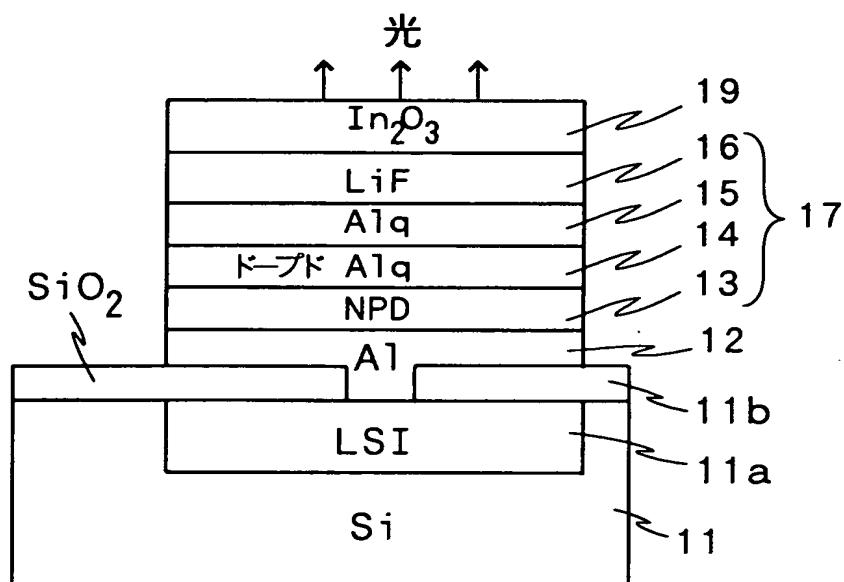 光
In₂O₃
19
LiF
16
Alq
15
17
ドープド Alq
14
SiO₂
NPD
13
Al
12
11b
LSI
11a
Si
11